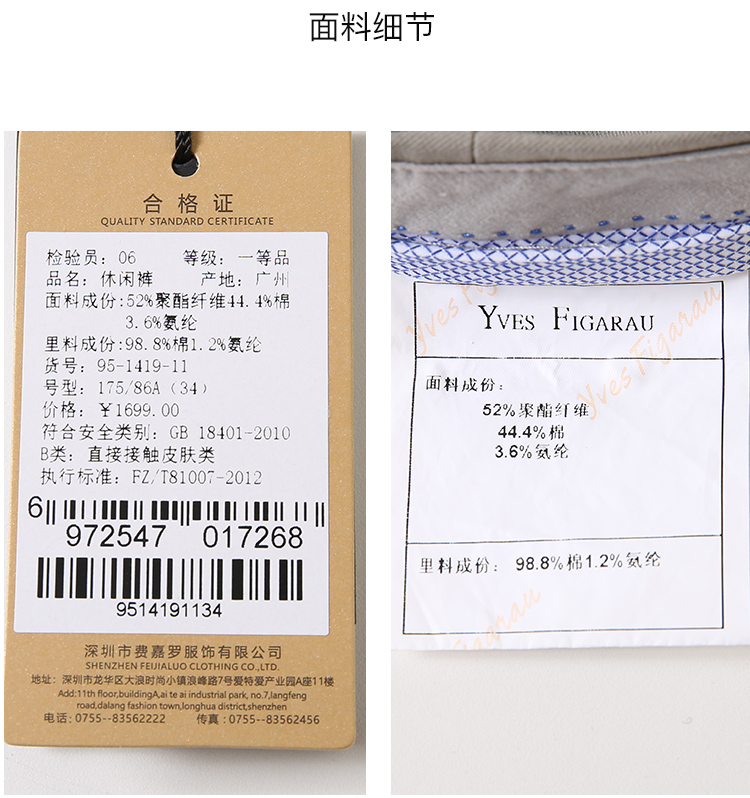 面料细节
合格证
QUALITY STANDARD CERTIFICATE
检验员：06 等级：一等品
品名：休闲裤 产地：广州
面料成份:52%聚酯纤维44.4%棉
3.6%氨纶
里料成份:98.8%棉1.2%氨纶
货号：95-1419-11
号型：175/86A（34）
价格：￥1699.00
符合安全类别：GB 18401-2010
B类：直接接触皮肤类
执行标准：FZ/T81007-2012
6 972547 017268
9514191134
深圳市费嘉罗服饰有限公司
SHENZHEN FEIJIALUO CLOTHING CO.,LTD.
地址：深圳市龙华区大浪时尚小镇浪峰路7号爱特爱产业园A座11楼
Add:11th floor,buildingA,ai te ai industrial park, no.7,langfeng
road,dalang fashion town,longhua district,shenzhen
电话：0755--83562222 传真：0755--83562456
YVES FIGARAU
Yves Figarau
Yves Figarau
面料成份：
52%聚酯纤维
44.4%棉
3.6%氨纶
里料成份： 98.8%棉1.2%氨纶
Figarau